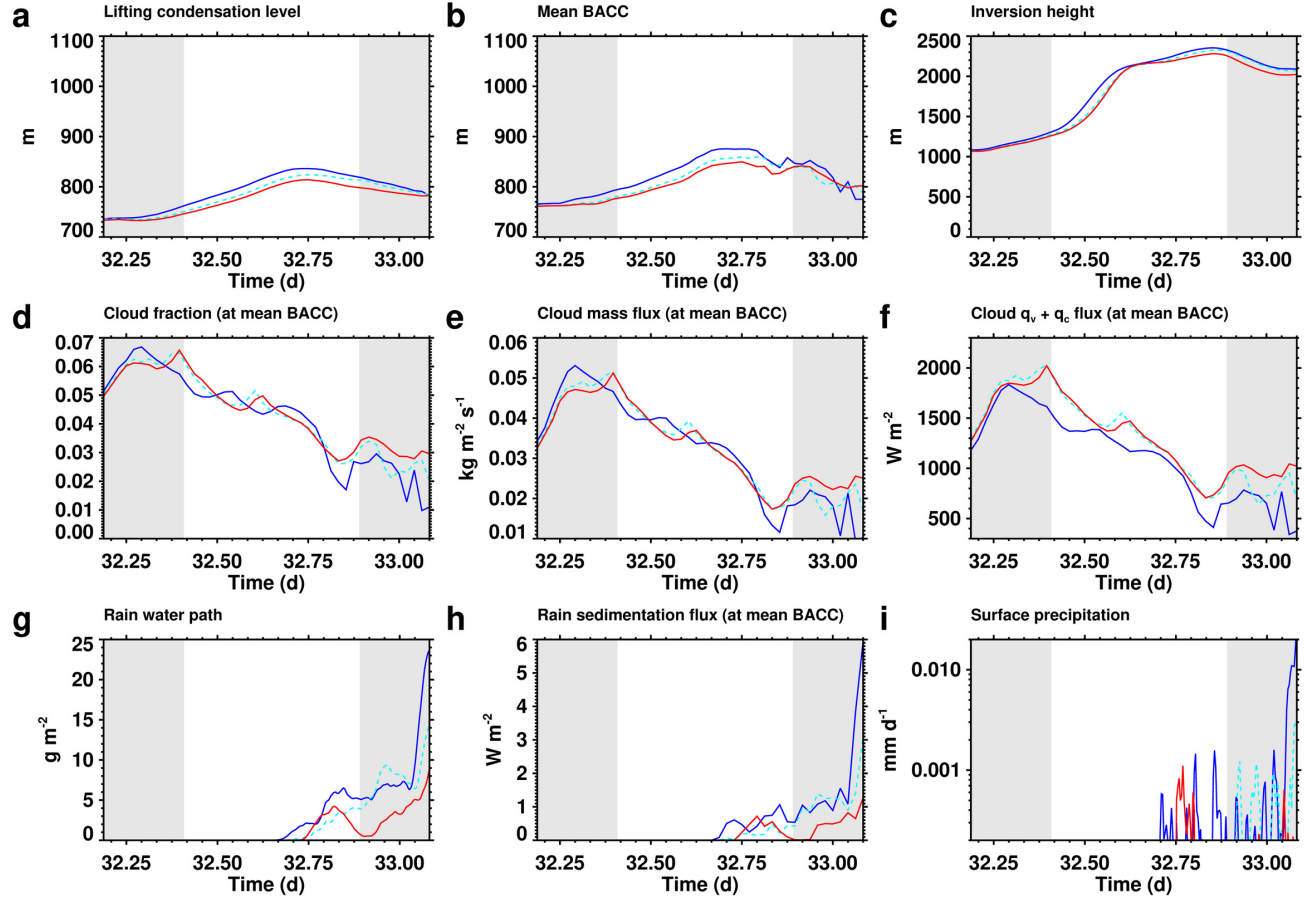 a Lifting condensation level
1100
1000
900
800
700
m
32.25 32.50 32.75 33.00
Time (d)
b Mean BACC
1100
1000
900
800
700
m
32.25 32.50 32.75 33.00
Time (d)
c Inversion height
2500
2000
1500
1000
500
0
m
32.25 32.50 32.75 33.00
Time (d)
d Cloud fraction (at mean BACC)
0.07
0.06
0.05
0.04
0.03
0.02
0.01
0.00
32.25 32.50 32.75 33.00
Time (d)
e Cloud mass flux (at mean BACC)
0.06
0.05
0.04
0.03
0.02
0.01
kg m⁻² s⁻¹
32.25 32.50 32.75 33.00
Time (d)
f Cloud qᵥ + q꜀ flux (at mean BACC)
2000
1500
1000
500
W m⁻²
32.25 32.50 32.75 33.00
Time (d)
g Rain water path
25
20
15
10
5
0
g m⁻²
32.25 32.50 32.75 33.00
Time (d)
h Rain sedimentation flux (at mean BACC)
6
5
4
3
2
1
0
W m⁻²
32.25 32.50 32.75 33.00
Time (d)
i Surface precipitation
0.010
0.001
mm d⁻¹
32.25 32.50 32.75 33.00
Time (d)